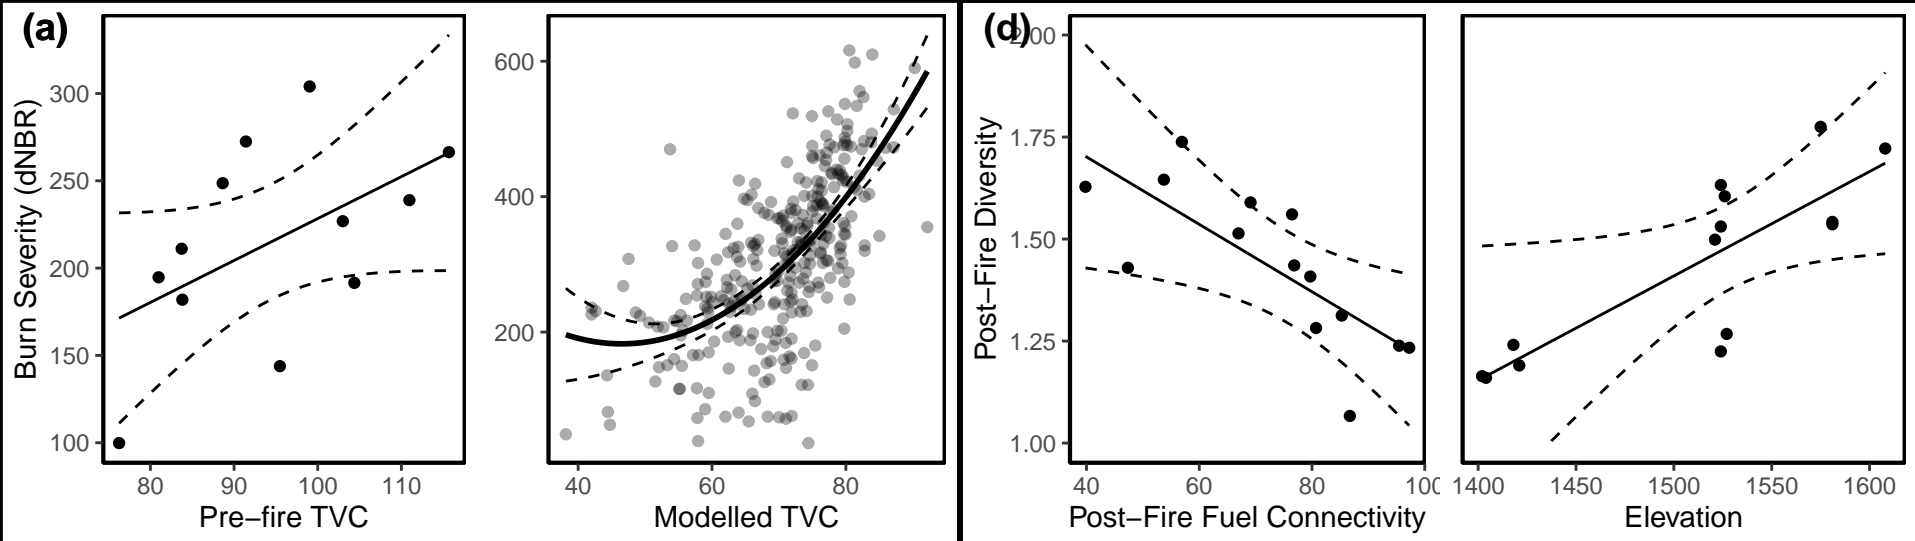 (a)
Burn Severity (dNBR)
300
250
200
150
100
80 90 100 110
Pre−fire TVC
600
400
200
40 60 80
Modelled TVC
(d)
Post−Fire Diversity
2.00
1.75
1.50
1.25
1.00
40 60 80 100
Post−Fire Fuel Connectivity
1400 1450 1500 1550 1600
Elevation